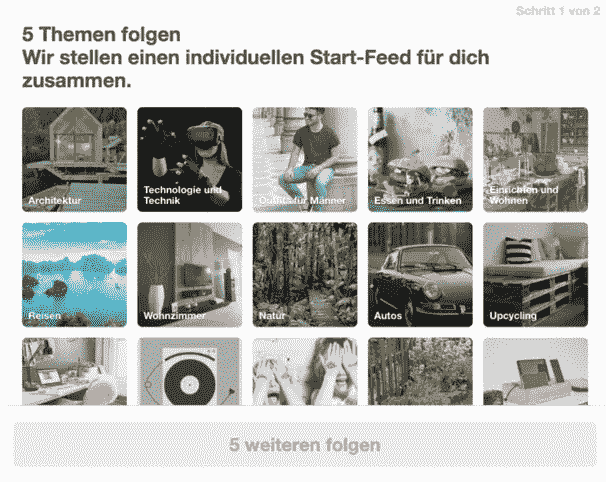 Schritt 1 von 2
5 Themen folgen
Wir stellen einen individuellen Start-Feed für dich
zusammen.
Architektur
Technologie und
Technik
Outfits für Männer
Essen und Trinken
Einrichten und
Wohnen
Reisen
Wohnzimmer
Natur
Autos
Upcycling
5 weiteren folgen